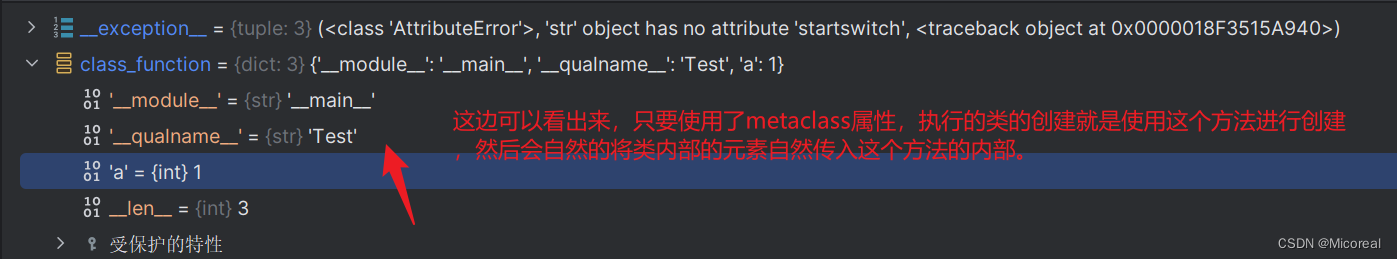 __exception__ = {tuple: 3} (<class 'AttributeError'>, 'str' object has no attribute 'startswitch', <traceback object at 0x0000018F3515A940>)
class_function = {dict: 3} {'__module__': '__main__', '__qualname__': 'Test', 'a': 1}
'__module__' = {str} '__main__'
'__qualname__' = {str} 'Test'
这边可以看出来，只要使用了metaclass属性，执行的类的创建就是使用这个方法进行创建
，然后会自然的将类内部的元素自然传入这个方法的内部。
'a' = {int} 1
__len__ = {int} 3
受保护的特性
CSDN @Micoreal